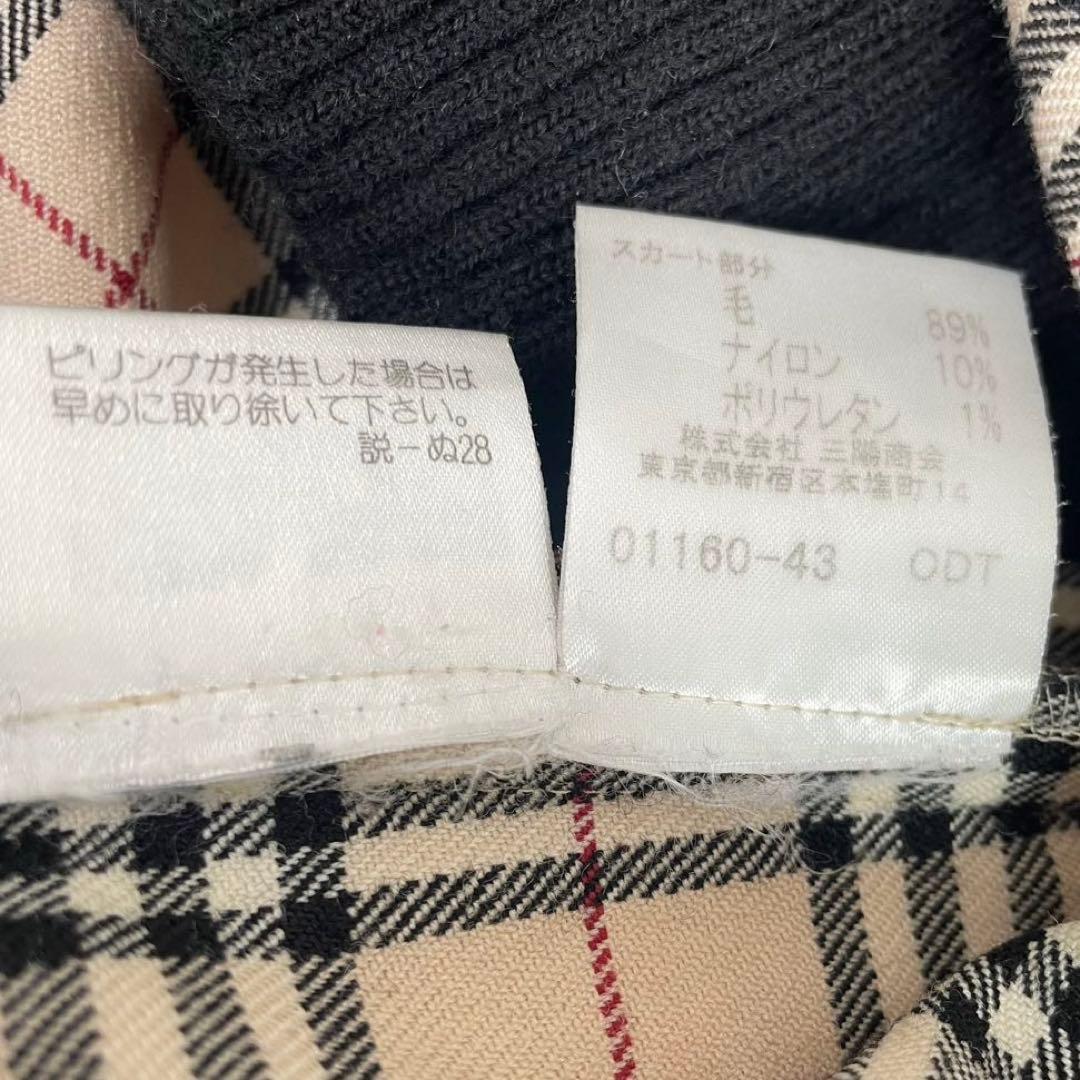 ピリングが発生した場合は
早めに取り徐いて下さい。
説ーぬ28
スカート部分
毛 89%
ナイロン 10%
ポリウレタン 1%
株式会社 三陽商会
東京都新宿区本塩町14
01160-43 ODT